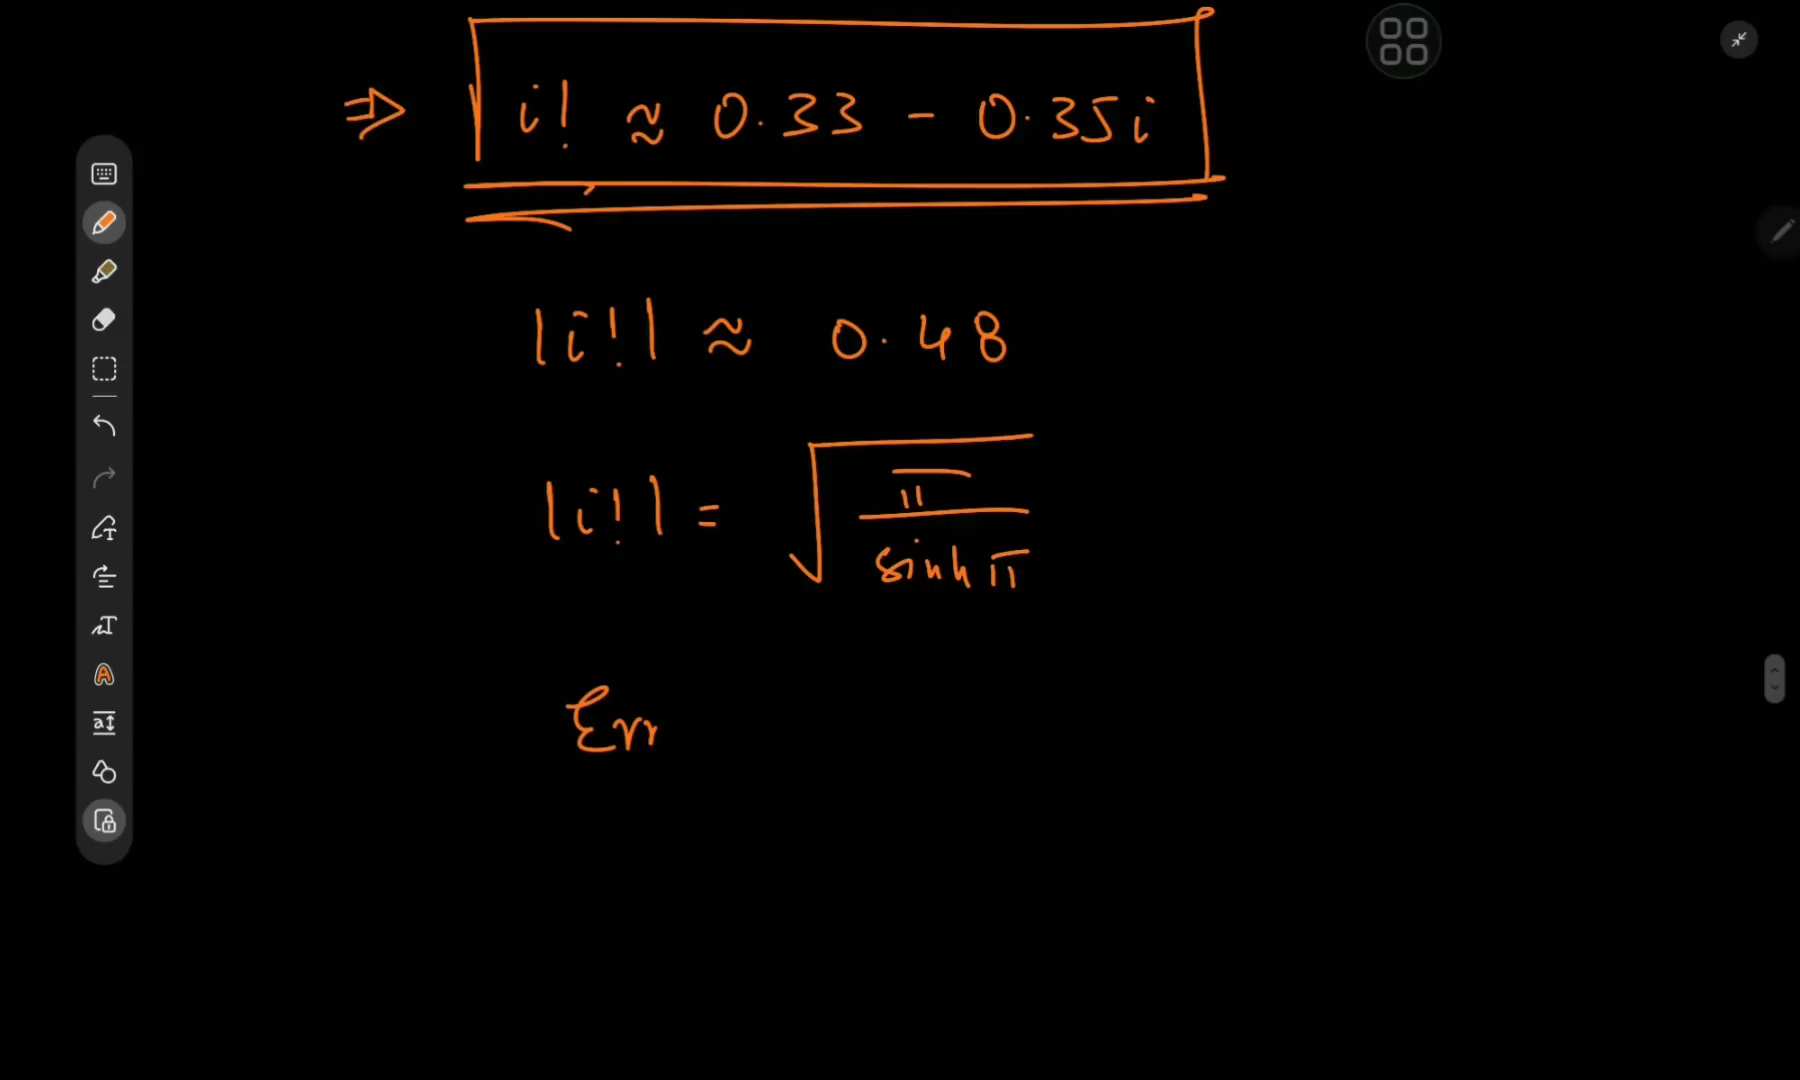 ⇒ i! ≈ 0.33 - 0.35i
|i!| ≈ 0.48
|i!| = √(π / sinh π)
Err